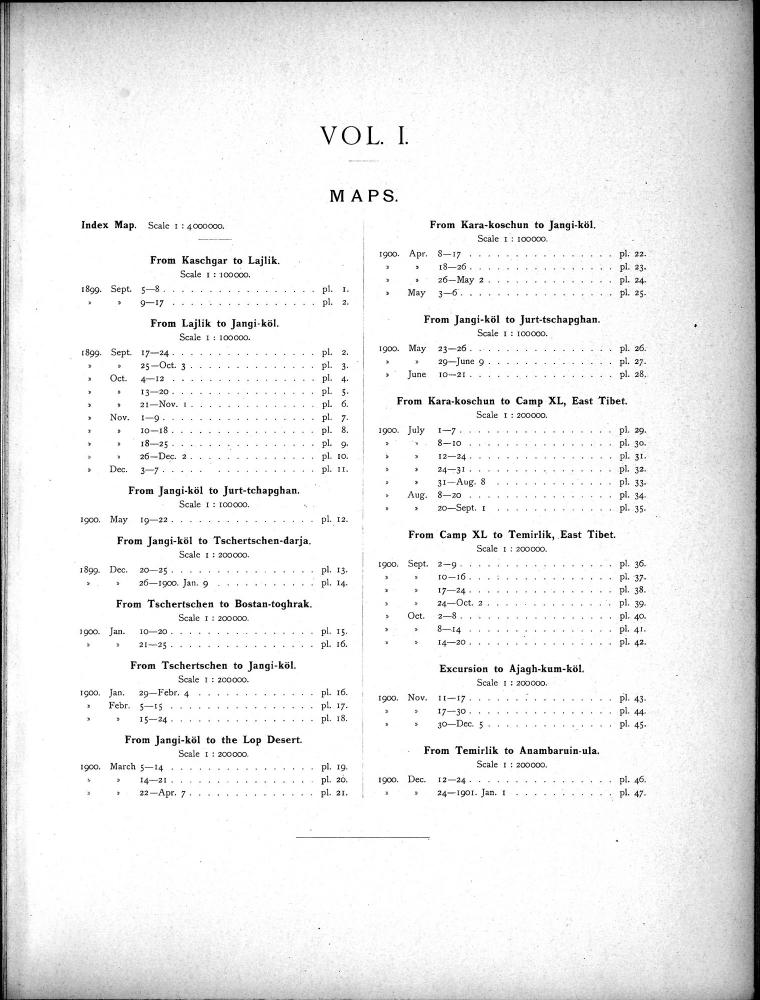 VOL. I.
MAPS.
Index Map. Scale 1 : 4000000.
From Kaschgar to Lajlik.
Scale 1 : 100000.
1899. Sept. 5—8 . . . . . . . . . . . . . . . . pl. 1.
» » 9—17 . . . . . . . . . . . . . . . pl. 2.
From Lajlik to Jangi-köl.
Scale 1 : 100000.
1899. Sept. 17—24 . . . . . . . . . . . . . . . pl. 2.
» » 25—Oct. 3 . . . . . . . . . . . . . pl. 3.
» Oct. 4—12 . . . . . . . . . . . . . . . pl. 4.
» » 13—20 . . . . . . . . . . . . . . . pl. 5.
» » 21—Nov. 1 . . . . . . . . . . . . . pl. 6.
» Nov. 1—9 . . . . . . . . . . . . . . . . pl. 7.
» » 10—18 . . . . . . . . . . . . . . . pl. 8.
» » 18—25 . . . . . . . . . . . . . . . pl. 9.
» » 26—Dec. 2 . . . . . . . . . . . . . pl. 10.
» Dec. 3—7 . . . . . . . . . . . . . . . . pl. 11.
From Jangi-köl to Jurt-tchapghan.
Scale 1 : 100000.
1900. May 19—22 . . . . . . . . . . . . . . . pl. 12.
From Jangi-köl to Tschertschen-darja.
Scale 1 : 200000.
1899. Dec. 20—25 . . . . . . . . . . . . . . . pl. 13.
» » 26—1900. Jan. 9 . . . . . . . . . . pl. 14.
From Tschertschen to Bostan-toghrak.
Scale 1 : 200000.
1900. Jan. 10—20 . . . . . . . . . . . . . . . pl. 15.
» » 21—25 . . . . . . . . . . . . . . . pl. 16.
From Tschertschen to Jangi-köl.
Scale 1 : 200000.
1900. Jan. 29—Febr. 4 . . . . . . . . . . . . . pl. 16.
» Febr. 5—15 . . . . . . . . . . . . . . . pl. 17.
» » 15—24 . . . . . . . . . . . . . . . pl. 18.
From Jangi-köl to the Lop Desert.
Scale 1 : 200000.
1900. March 5—14 . . . . . . . . . . . . . . . pl. 19.
» » 14—21 . . . . . . . . . . . . . . . pl. 20.
» » 22—Apr. 7 . . . . . . . . . . . . . pl. 21.
From Kara-koschun to Jangi-köl.
Scale 1 : 100000.
1900. Apr. 8—17 . . . . . . . . . . . . . . . pl. 22.
» » 18—26 . . . . . . . . . . . . . . . pl. 23.
» » 26—May 2 . . . . . . . . . . . . . pl. 24.
» May 3—6 . . . . . . . . . . . . . . . . pl. 25.
From Jangi-köl to Jurt-tschapghan.
Scale 1 : 100000.
1900. May 23—26 . . . . . . . . . . . . . . . pl. 26.
» » 29—June 9 . . . . . . . . . . . . . pl. 27.
» June 10—21 . . . . . . . . . . . . . . . pl. 28.
From Kara-koschun to Camp XL, East Tibet.
Scale 1 : 200000.
1900. July 1—7 . . . . . . . . . . . . . . . . pl. 29.
» » 8—10 . . . . . . . . . . . . . . . pl. 30.
» » 12—24 . . . . . . . . . . . . . . . pl. 31.
» » 24—31 . . . . . . . . . . . . . . . pl. 32.
» » 31—Aug. 8 . . . . . . . . . . . . . pl. 33.
» Aug. 8—20 . . . . . . . . . . . . . . . pl. 34.
» » 20—Sept. 1 . . . . . . . . . . . . . pl. 35.
From Camp XL to Temirlik, East Tibet.
Scale 1 : 200000.
1900. Sept. 2—9 . . . . . . . . . . . . . . . . pl. 36.
» » 10—16 . . . . . . . . . . . . . . . pl. 37.
» » 17—24 . . . . . . . . . . . . . . . pl. 38.
» » 24—Oct. 2 . . . . . . . . . . . . . pl. 39.
» Oct. 2—8 . . . . . . . . . . . . . . . . pl. 40.
» » 8—14 . . . . . . . . . . . . . . . pl. 41.
» » 14—20 . . . . . . . . . . . . . . . pl. 42.
Excursion to Ajagh-kum-köl.
Scale 1 : 200000.
1900. Nov. 11—17 . . . . . . . . . . . . . . . pl. 43.
» » 17—30 . . . . . . . . . . . . . . . pl. 44.
» » 30—Dec. 5 . . . . . . . . . . . . . pl. 45.
From Temirlik to Anambaruin-ula.
Scale 1 : 200000.
1900. Dec. 12—24 . . . . . . . . . . . . . . . pl. 46.
» » 24—1901. Jan. 1 . . . . . . . . . . pl. 47.